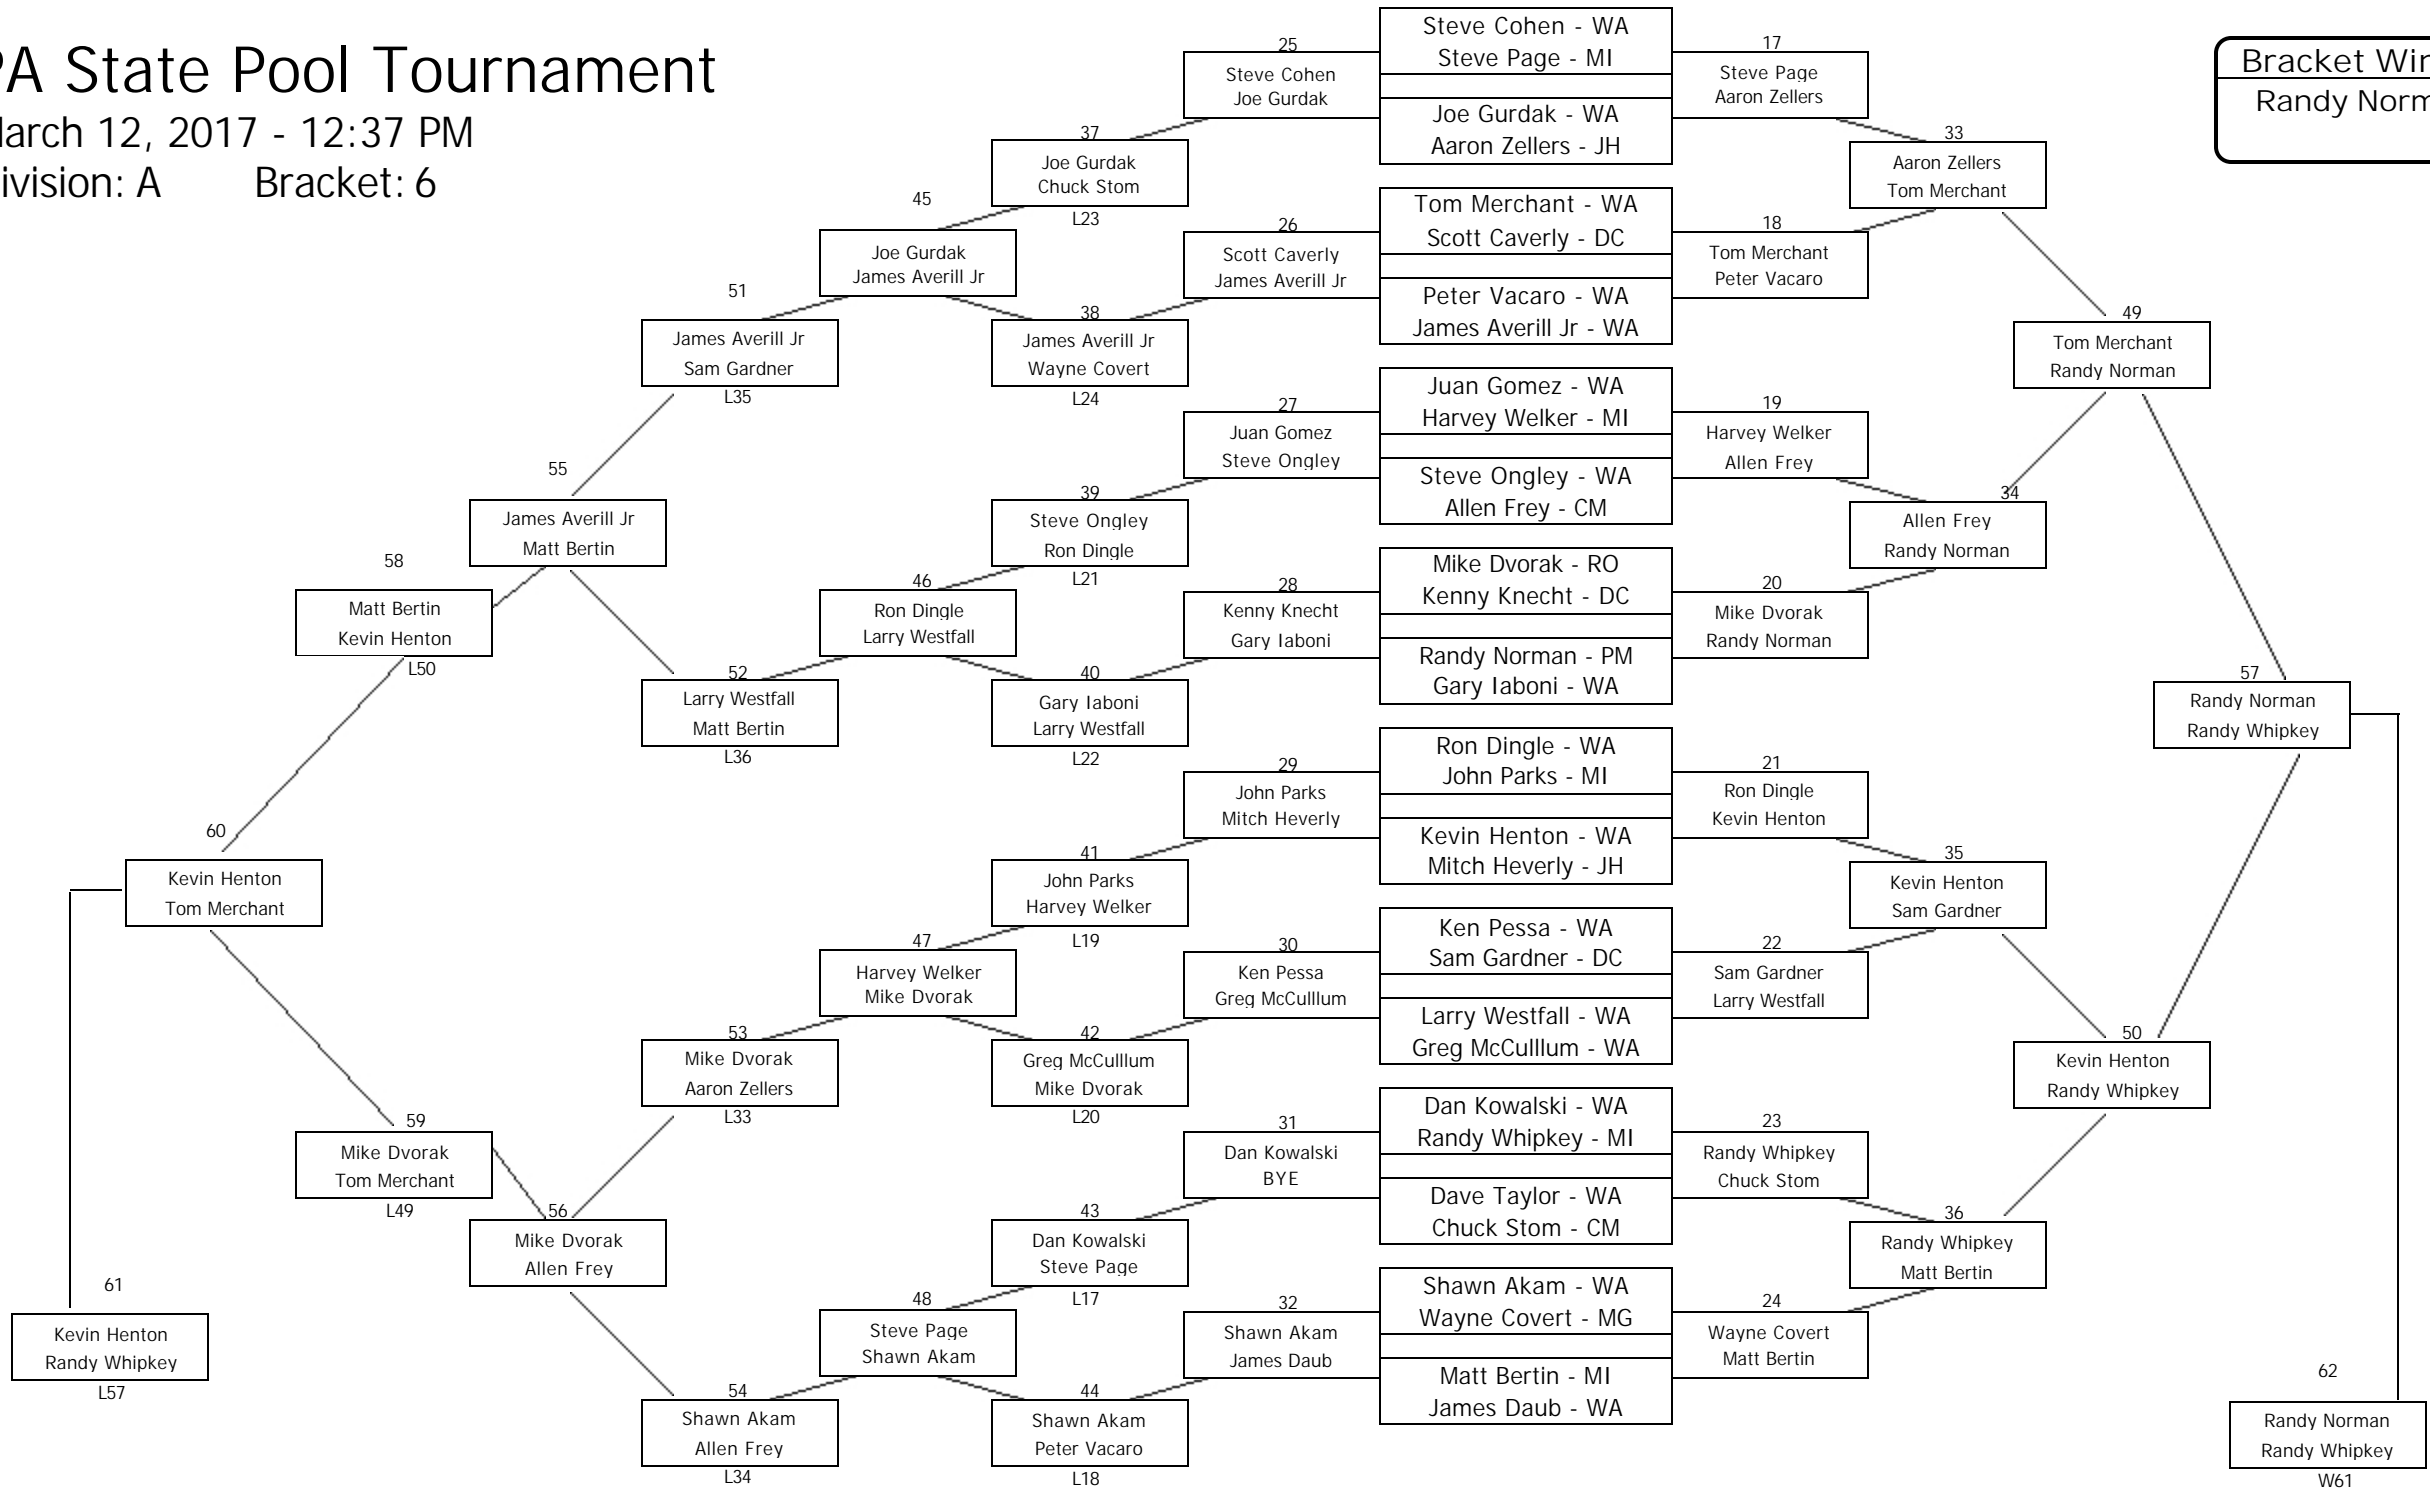 PA State Pool Tournament
March 12, 2017 - 12:37 PM
Division: A Bracket: 6
Bracket Win
Randy Norm
61
Kevin Henton
Randy Whipkey
L57
60
Kevin Henton
Tom Merchant
58
Matt Bertin
Kevin Henton
L50
59
Mike Dvorak
Tom Merchant
L49
55
James Averill Jr
Matt Bertin
56
Mike Dvorak
Allen Frey
51
James Averill Jr
Sam Gardner
L35
52
Larry Westfall
Matt Bertin
L36
53
Mike Dvorak
Aaron Zellers
L33
54
Shawn Akam
Allen Frey
L34
45
Joe Gurdak
James Averill Jr
46
Ron Dingle
Larry Westfall
47
Harvey Welker
Mike Dvorak
48
Steve Page
Shawn Akam
37
Joe Gurdak
Chuck Stom
L23
38
James Averill Jr
Wayne Covert
L24
39
Steve Ongley
Ron Dingle
L21
40
Gary Iaboni
Larry Westfall
L22
41
John Parks
Harvey Welker
L19
42
Greg McCulllum
Mike Dvorak
L20
43
Dan Kowalski
Steve Page
L17
44
Shawn Akam
Peter Vacaro
L18
25
Steve Cohen
Joe Gurdak
26
Scott Caverly
James Averill Jr
27
Juan Gomez
Steve Ongley
28
Kenny Knecht
Gary Iaboni
29
John Parks
Mitch Heverly
30
Ken Pessa
Greg McCulllum
31
Dan Kowalski
BYE
32
Shawn Akam
James Daub
Steve Cohen - WA
Steve Page - MI
Joe Gurdak - WA
Aaron Zellers - JH
Tom Merchant - WA
Scott Caverly - DC
Peter Vacaro - WA
James Averill Jr - WA
Juan Gomez - WA
Harvey Welker - MI
Steve Ongley - WA
Allen Frey - CM
Mike Dvorak - RO
Kenny Knecht - DC
Randy Norman - PM
Gary Iaboni - WA
Ron Dingle - WA
John Parks - MI
Kevin Henton - WA
Mitch Heverly - JH
Ken Pessa - WA
Sam Gardner - DC
Larry Westfall - WA
Greg McCulllum - WA
Dan Kowalski - WA
Randy Whipkey - MI
Dave Taylor - WA
Chuck Stom - CM
Shawn Akam - WA
Wayne Covert - MG
Matt Bertin - MI
James Daub - WA
17
Steve Page
Aaron Zellers
18
Tom Merchant
Peter Vacaro
19
Harvey Welker
Allen Frey
20
Mike Dvorak
Randy Norman
21
Ron Dingle
Kevin Henton
22
Sam Gardner
Larry Westfall
23
Randy Whipkey
Chuck Stom
24
Wayne Covert
Matt Bertin
33
Aaron Zellers
Tom Merchant
34
Allen Frey
Randy Norman
35
Kevin Henton
Sam Gardner
36
Randy Whipkey
Matt Bertin
49
Tom Merchant
Randy Norman
50
Kevin Henton
Randy Whipkey
57
Randy Norman
Randy Whipkey
62
Randy Norman
Randy Whipkey
W61